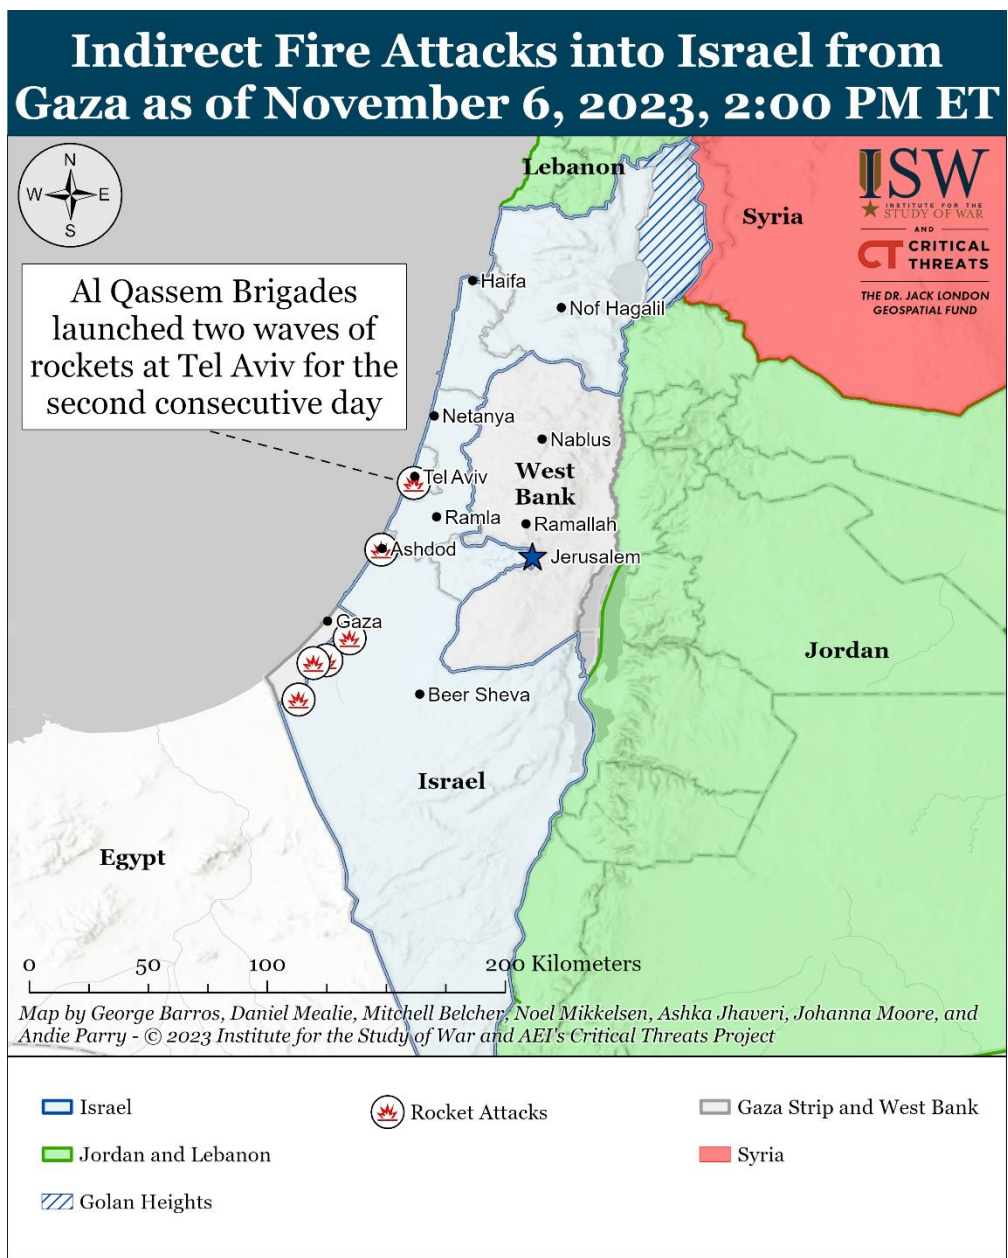 Indirect Fire Attacks into Israel from
Gaza as of November 6, 2023, 2:00 PM ET
N
W E
S
Lebanon
Syria
ISW
INSTITUTE FOR THE
STUDY OF WAR
AND
CT CRITICAL
THREATS
THE DR. JACK LONDON
GEOSPATIAL FUND
Al Qassem Brigades
launched two waves of
rockets at Tel Aviv for the
second consecutive day
Haifa
Nof Hagalil
Netanya
Nablus
West
Bank
Tel Aviv
Ramla
Ramallah
Ashdod
Jerusalem
Gaza
Jordan
Beer Sheva
Israel
Egypt
0 50 100 200 Kilometers
Map by George Barros, Daniel Mealie, Mitchell Belcher, Noel Mikkelsen, Ashka Jhaveri, Johanna Moore, and
Andie Parry - © 2023 Institute for the Study of War and AEI's Critical Threats Project
Israel
Rocket Attacks
Gaza Strip and West Bank
Jordan and Lebanon
Syria
Golan Heights